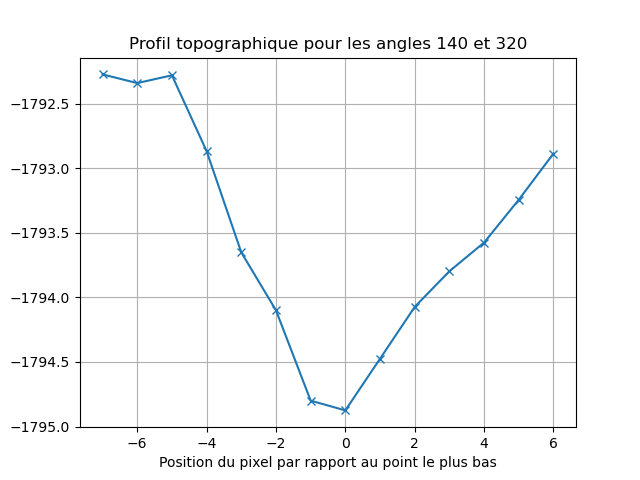 Profil topographique pour les angles 140 et 320
−1792.5
−1793.0
−1793.5
−1794.0
−1794.5
−1795.0
−6 −4 −2 0 2 4 6
Position du pixel par rapport au point le plus bas